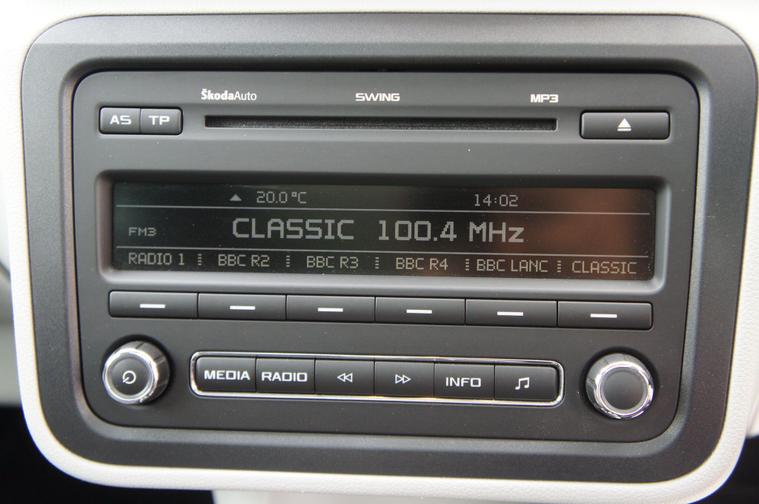 ŠkodaAuto SWING MP3
AS TP
20.0°C 14:02
FM3 CLASSIC 100.4 MHz
RADIO 1 BBC R2 BBC R3 BBC R4 BBC LANC CLASSIC
MEDIA RADIO INFO